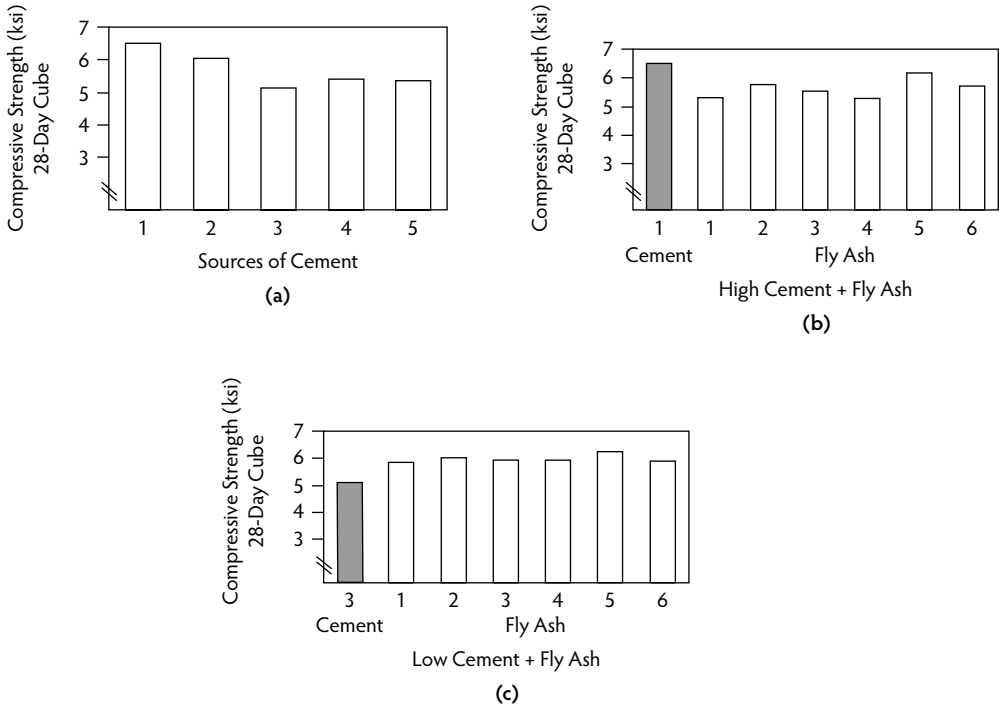 Compressive Strength (ksi)
28-Day Cube
7
6
5
4
3
1 2 3 4 5
Sources of Cement
(a)
Compressive Strength (ksi)
28-Day Cube
7
6
5
4
3
1 1 2 3 4 5 6
Cement Fly Ash
High Cement + Fly Ash
(b)
Compressive Strength (ksi)
28-Day Cube
7
6
5
4
3
3 1 2 3 4 5 6
Cement Fly Ash
Low Cement + Fly Ash
(c)